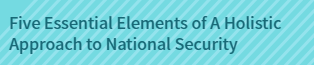 Five Essential Elements of A Holistic
Approach to National Security